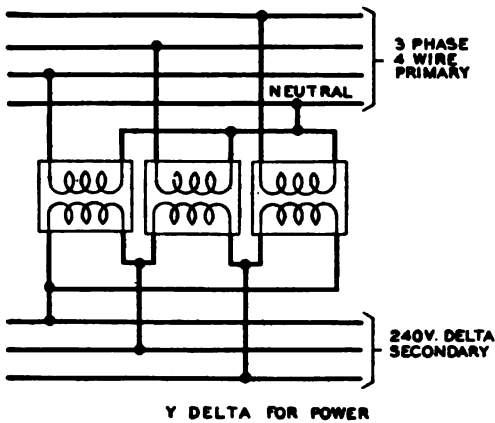 3 PHASE
4 WIRE
PRIMARY
NEUTRAL
240V. DELTA
SECONDARY
Y DELTA FOR POWER